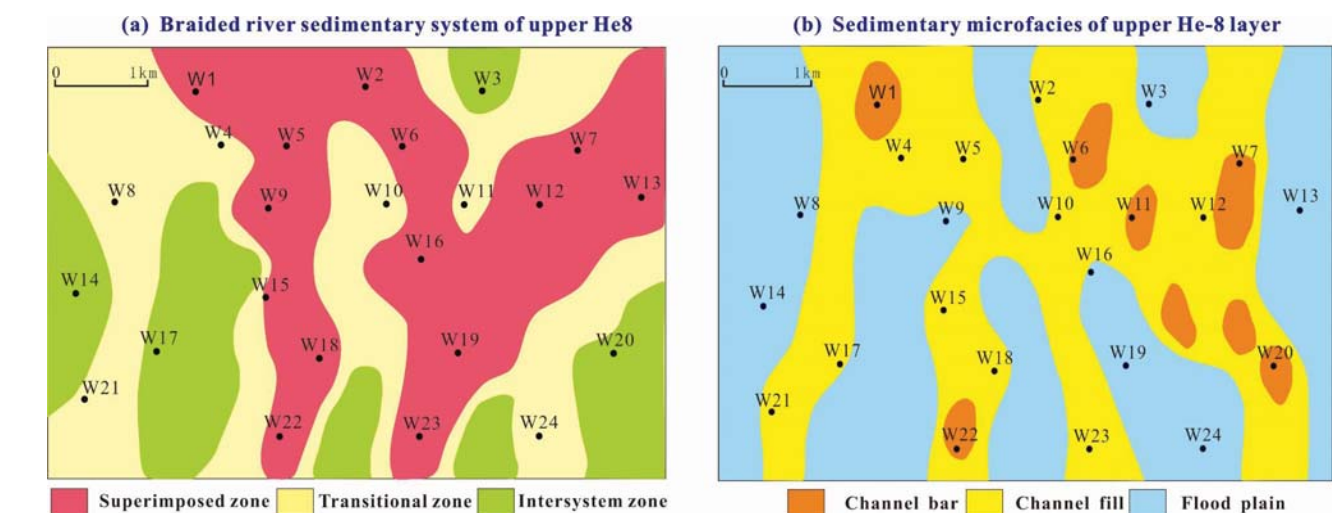 (a) Braided river sedimentary system of upper He8
0 1km
W1
W2
W3
W4
W5
W6
W7
W8
W9
W10
W11
W12
W13
W14
W15
W16
W17
W18
W19
W20
W21
W22
W23
W24
Superimposed zone Transitional zone Intersystem zone
(b) Sedimentary microfacies of upper He-8 layer
0 1km
W1
W2
W3
W4
W5
W6
W7
W8
W9
W10
W11
W12
W13
W14
W15
W16
W17
W18
W19
W20
W21
W22
W23
W24
Channel bar Channel fill Flood plain